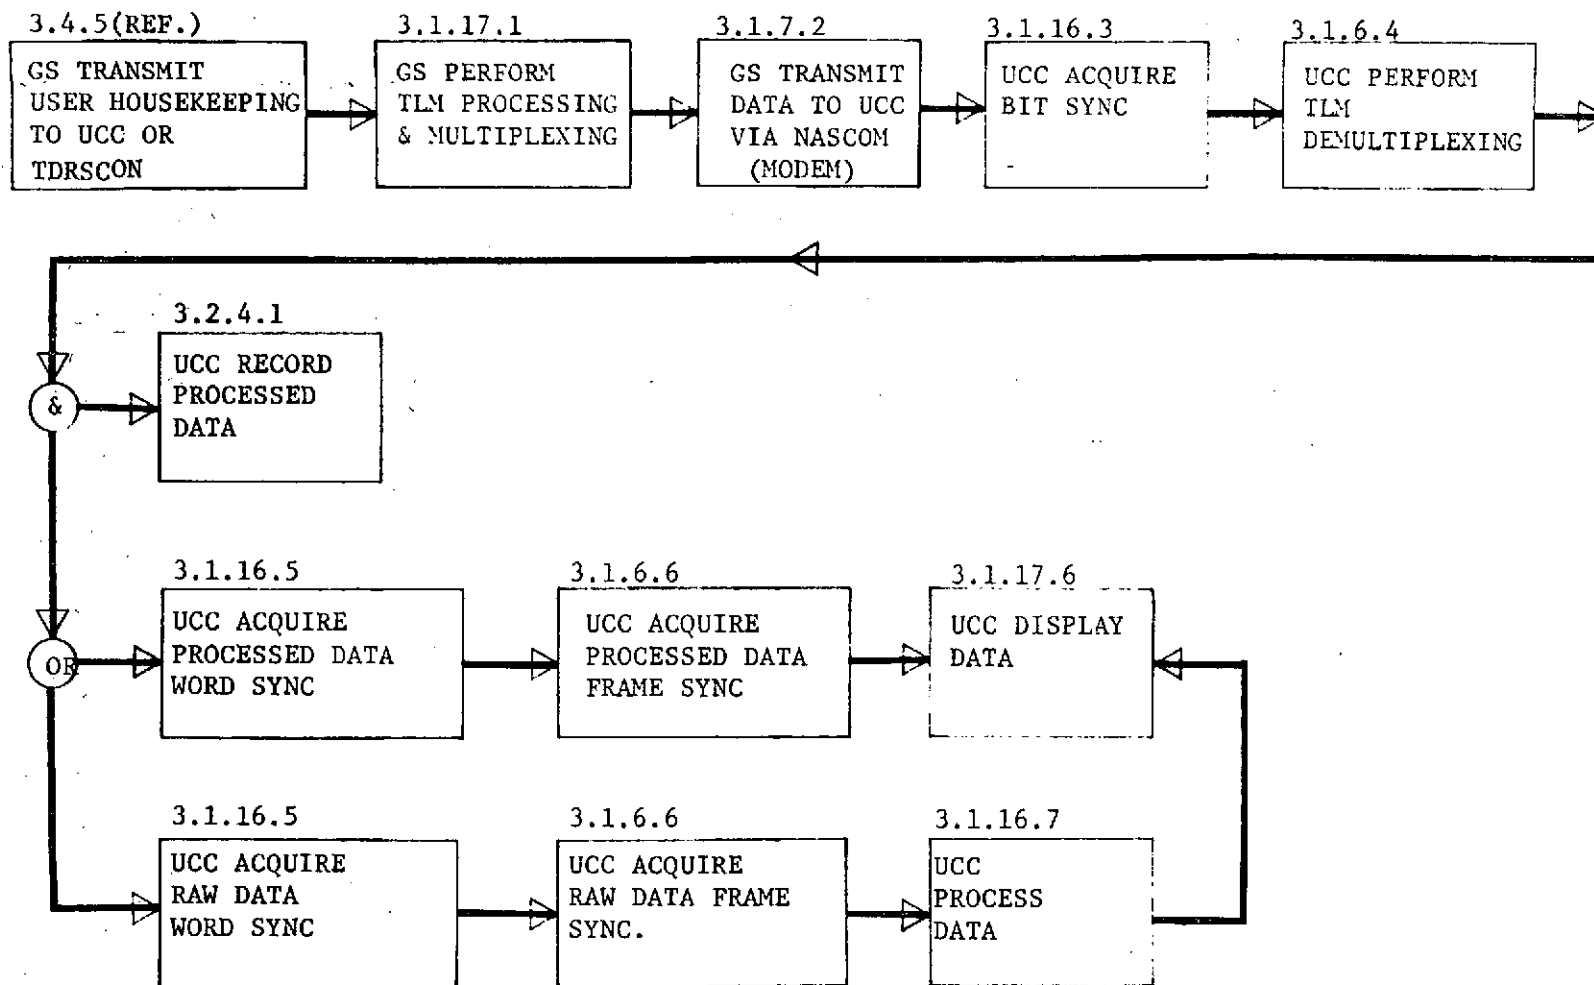 3.4.5(REF.)
GS TRANSMIT
USER HOUSEKEEPING
TO UCC OR
TDRSCON
3.1.17.1
GS PERFORM
TLM PROCESSING
& MULTIPLEXING
3.1.7.2
GS TRANSMIT
DATA TO UCC
VIA NASCOM
(MODEM)
3.1.16.3
UCC ACQUIRE
BIT SYNC
3.1.6.4
UCC PERFORM
TLM
DEMULTIPLEXING
3.2.4.1
UCC RECORD
PROCESSED
DATA
&
3.1.16.5
UCC ACQUIRE
PROCESSED DATA
WORD SYNC
3.1.6.6
UCC ACQUIRE
PROCESSED DATA
FRAME SYNC
3.1.17.6
UCC DISPLAY
DATA
OR
3.1.16.5
UCC ACQUIRE
RAW DATA
WORD SYNC
3.1.6.6
UCC ACQUIRE
RAW DATA FRAME
SYNC.
3.1.16.7
UCC
PROCESS
DATA